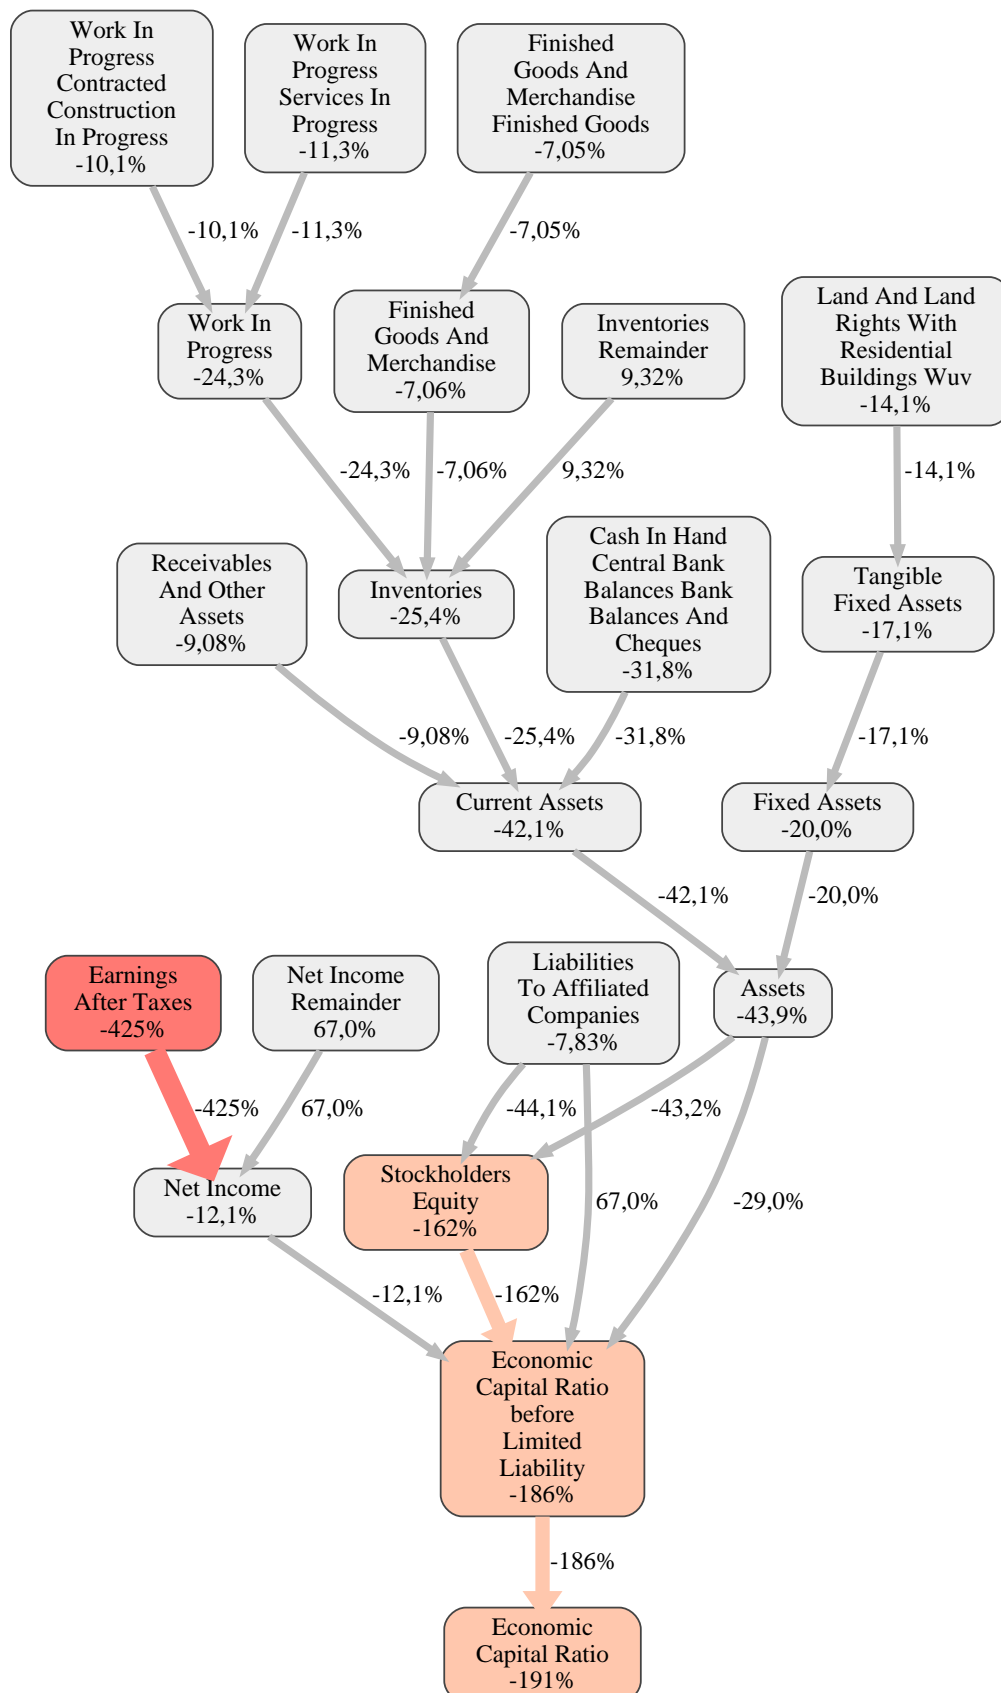 Work In
Progress
Contracted
Construction
In Progress
-10,1%
Work In
Progress
Services In
Progress
-11,3%
Finished
Goods And
Merchandise
Finished Goods
-7,05%
-10,1%
-11,3%
-7,05%
Work In
Progress
-24,3%
Finished
Goods And
Merchandise
-7,06%
Inventories
Remainder
9,32%
Land And Land
Rights With
Residential
Buildings Wuv
-14,1%
-24,3%
-7,06%
9,32%
-14,1%
Receivables
And Other
Assets
-9,08%
Inventories
-25,4%
Cash In Hand
Central Bank
Balances Bank
Balances And
Cheques
-31,8%
Tangible
Fixed Assets
-17,1%
-9,08%
-25,4%
-31,8%
-17,1%
Current Assets
-42,1%
Fixed Assets
-20,0%
-42,1%
-20,0%
Earnings
After Taxes
-425%
Net Income
Remainder
67,0%
Liabilities
To Affiliated
Companies
-7,83%
Assets
-43,9%
-425%
67,0%
-44,1%
-43,2%
Net Income
-12,1%
Stockholders
Equity
-162%
67,0%
-29,0%
-12,1%
-162%
Economic
Capital Ratio
before
Limited
Liability
-186%
-186%
Economic
Capital Ratio
-191%